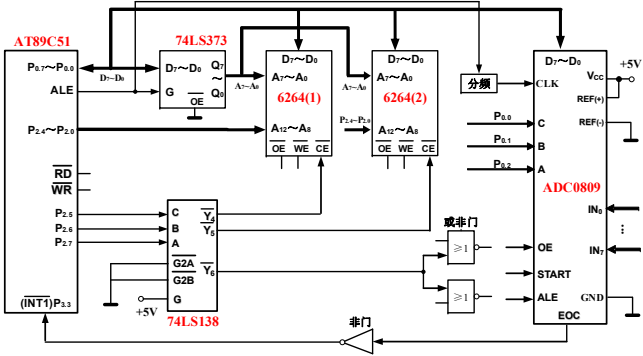 AT89C51
P0.7～P0.0
D7~D0
ALE
P2.4～P2.0
RD
WR
P2.5
P2.6
P2.7
(INT1)P3.3
74LS373
D7～D0
Q7
～
Q0
G
OE
A7~A0
D7～D0
A7～A0
6264(1)
A12～A8
OE WE CE
A7~A0
P2.4~P2.0
D7～D0
A7～A0
6264(2)
A12～A8
OE WE CE
分频
D7～D0
CLK
VCC
+5V
REF(+)
REF(-)
P0.0
C
P0.1
B
P0.2
A
ADC0809
IN0
⋮
IN7
OE
START
ALE
GND
EOC
C
B
A
G2A
G2B
G
Y4
Y5
Y6
+5V
74LS138
或非门
≥1
≥1
非门